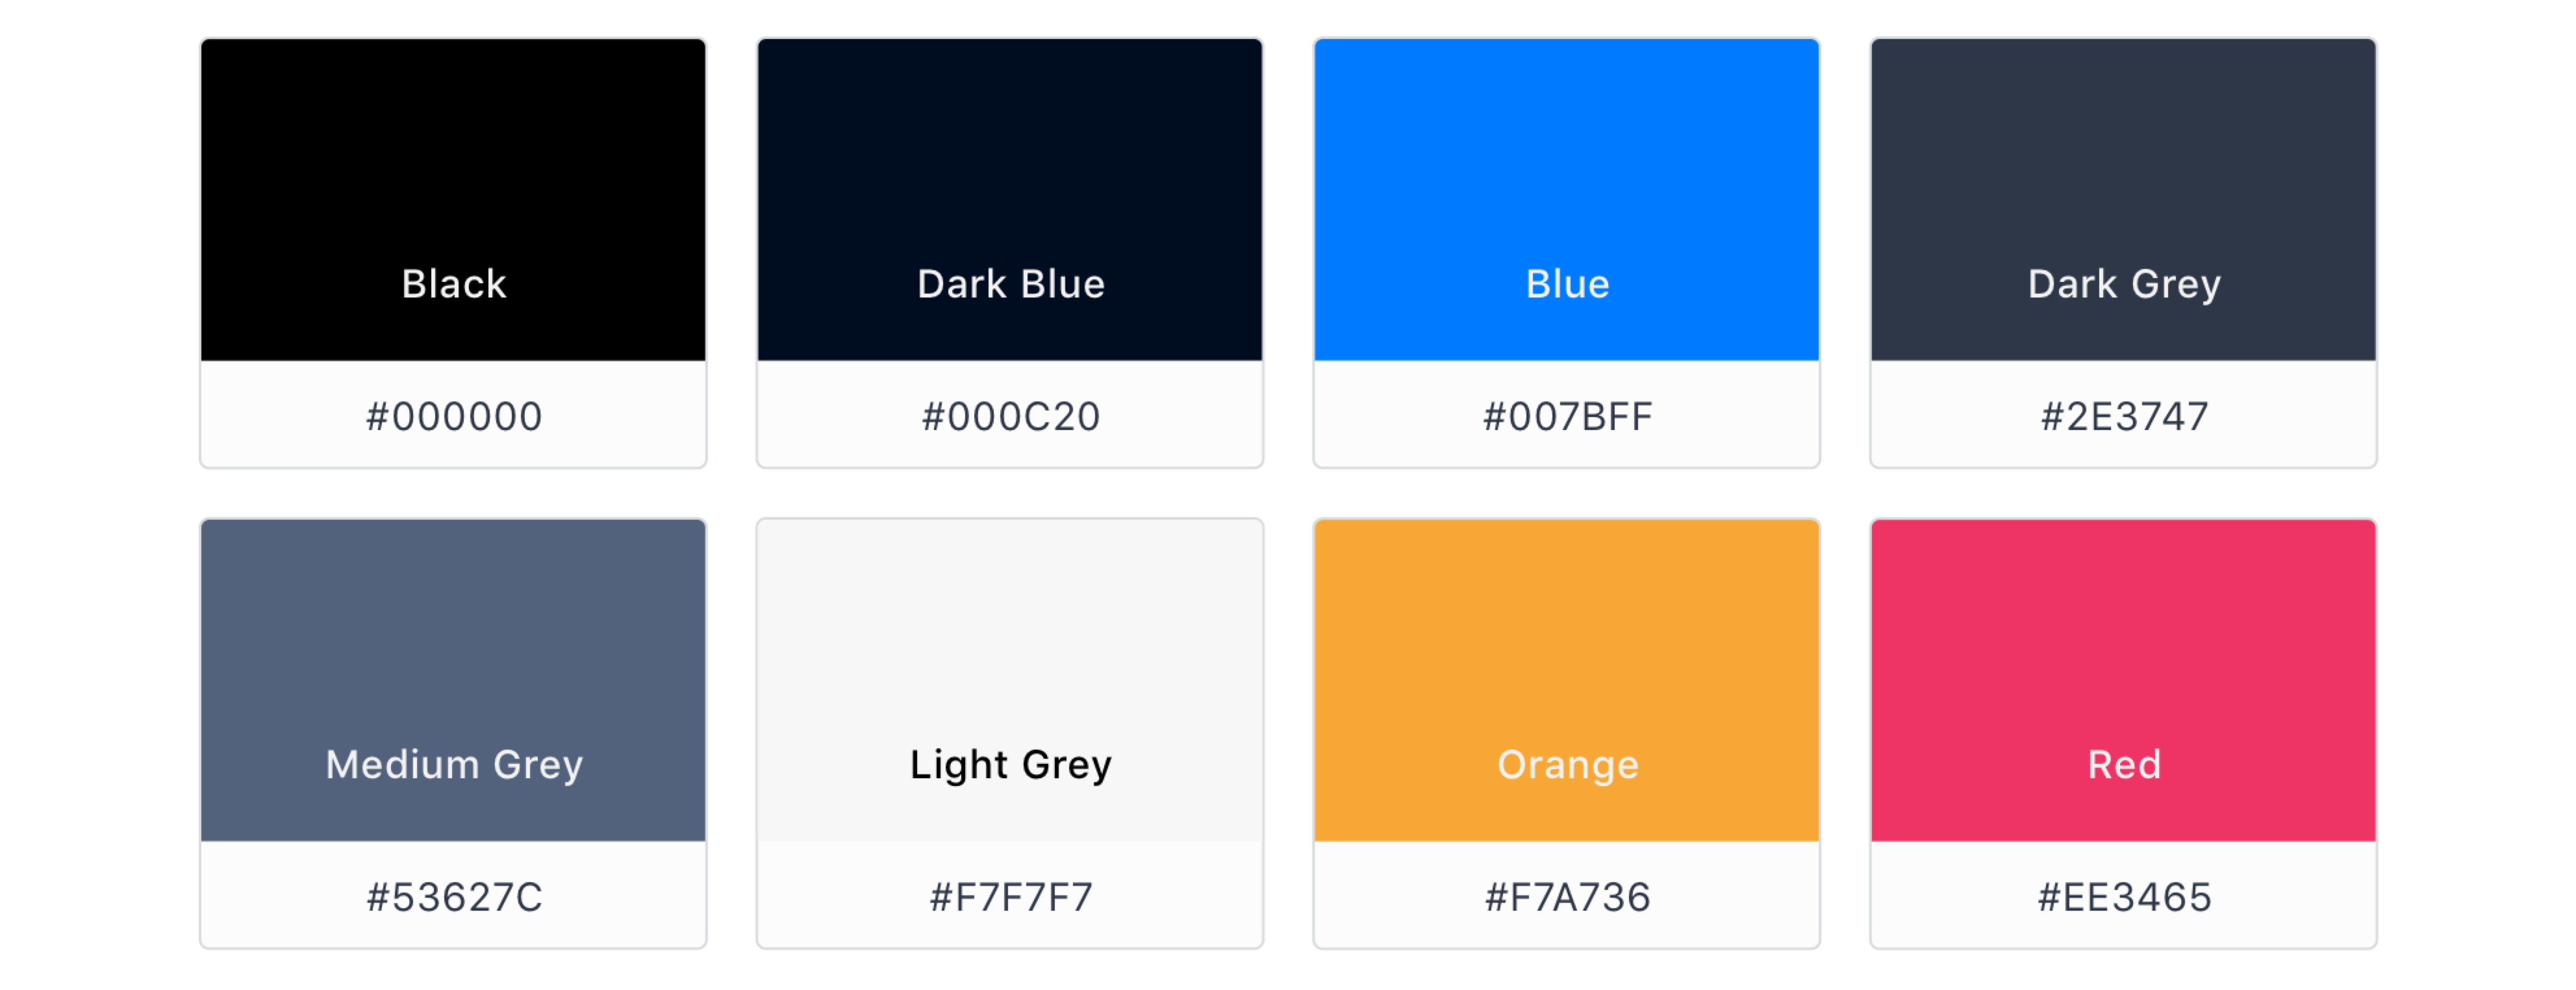 Black
#000000
Dark Blue
#000C20
Blue
#007BFF
Dark Grey
#2E3747
Medium Grey
#53627C
Light Grey
#F7F7F7
Orange
#F7A736
Red
#EE3465